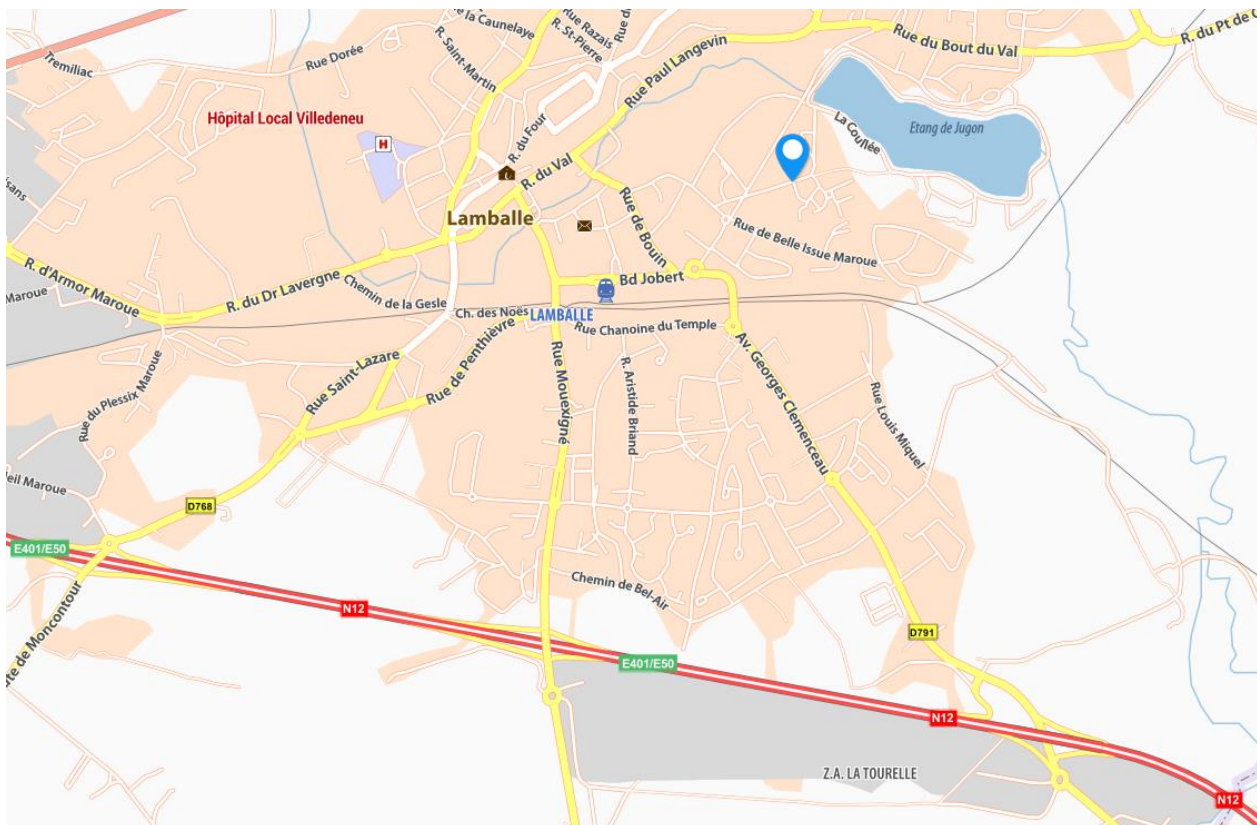 de la Caunelaye
Rue Razais
R. St-Pierre
Rue du
R. du Pt de
Rue du Bout du Val
Tremiliac
Rue Dorée
R. Saint-Martin
Rue Paul Langevin
Hôpital Local Villedeneu
H
R. du Four
La Coullée
Etang de Jugon
R. du Val
Lamballe
Rue de Bouin
Rue de Belle Issue Maroue
R. d'Armor Maroue
R. du Dr Lavergne
Bd Jobert
Maroue
Chemin de la Gesle
Ch. des Noës
LAMBALLE
Rue Chanoine du Temple
Rue du Plessix Maroue
Rue Saint-Lazare
Rue de Penthièvre
Rue Mouexigné
R. Aristide Briand
Av. Georges Clemenceau
Rue Louis Miquel
Maroue
D768
E401/E50
Chemin de Bel-Air
N12
D791
de Moncontour
E401/E50
N12
Z.A. LA TOURELLE
N12